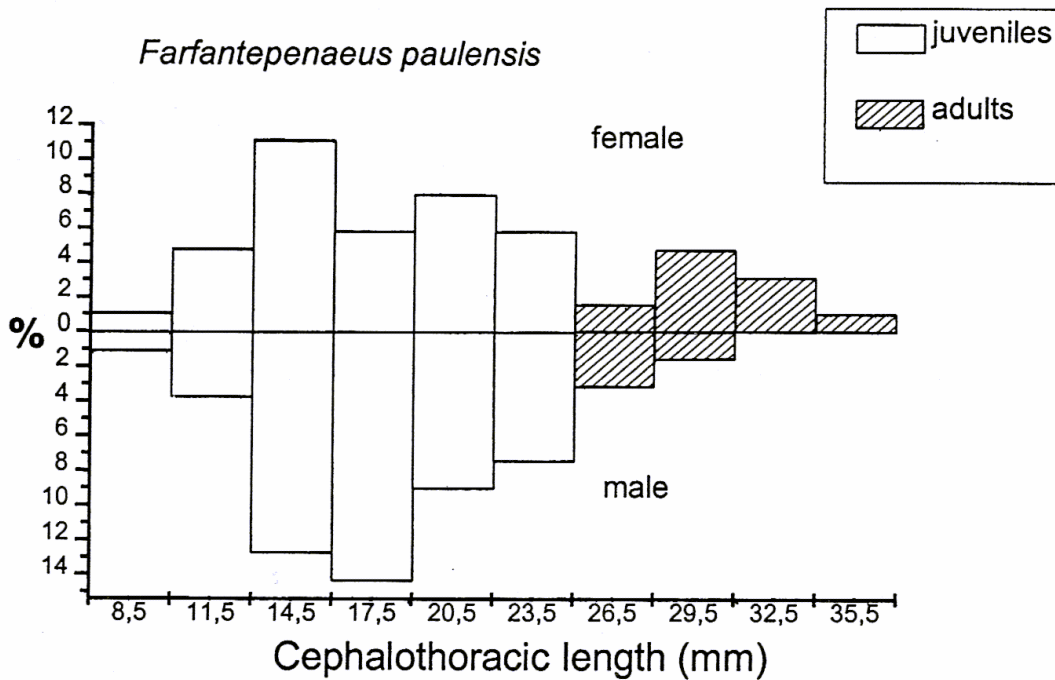 juveniles
Farfantepenaeus paulensis
adults
female
12
10
8
6
4
2
0
%
2
4
6
8
10
12
14
male
8,5 11,5 14,5 17,5 20,5 23,5 26,5 29,5 32,5 35,5
Cephalothoracic length (mm)